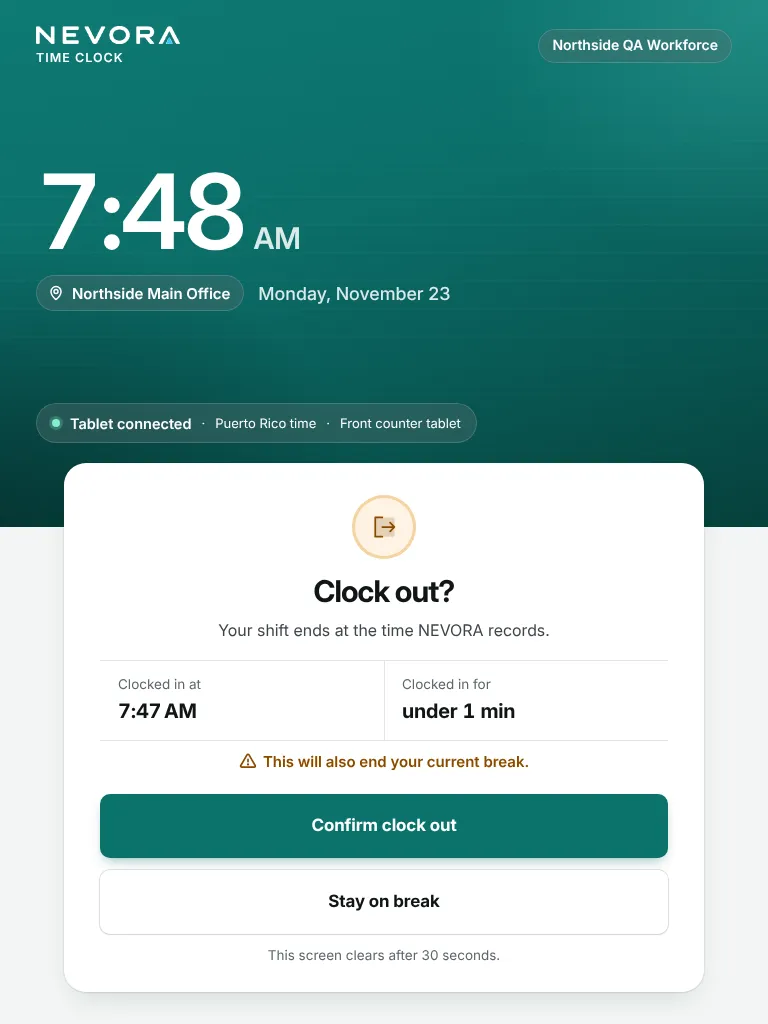 NEVORA
TIME CLOCK
Northside QA Workforce
7:48 AM
Northside Main Office
Monday, November 23
Tablet connected · Puerto Rico time · Front counter tablet
Clock out?
Your shift ends at the time NEVORA records.
Clocked in at
7:47 AM
Clocked in for
under 1 min
This will also end your current break.
Confirm clock out
Stay on break
This screen clears after 30 seconds.